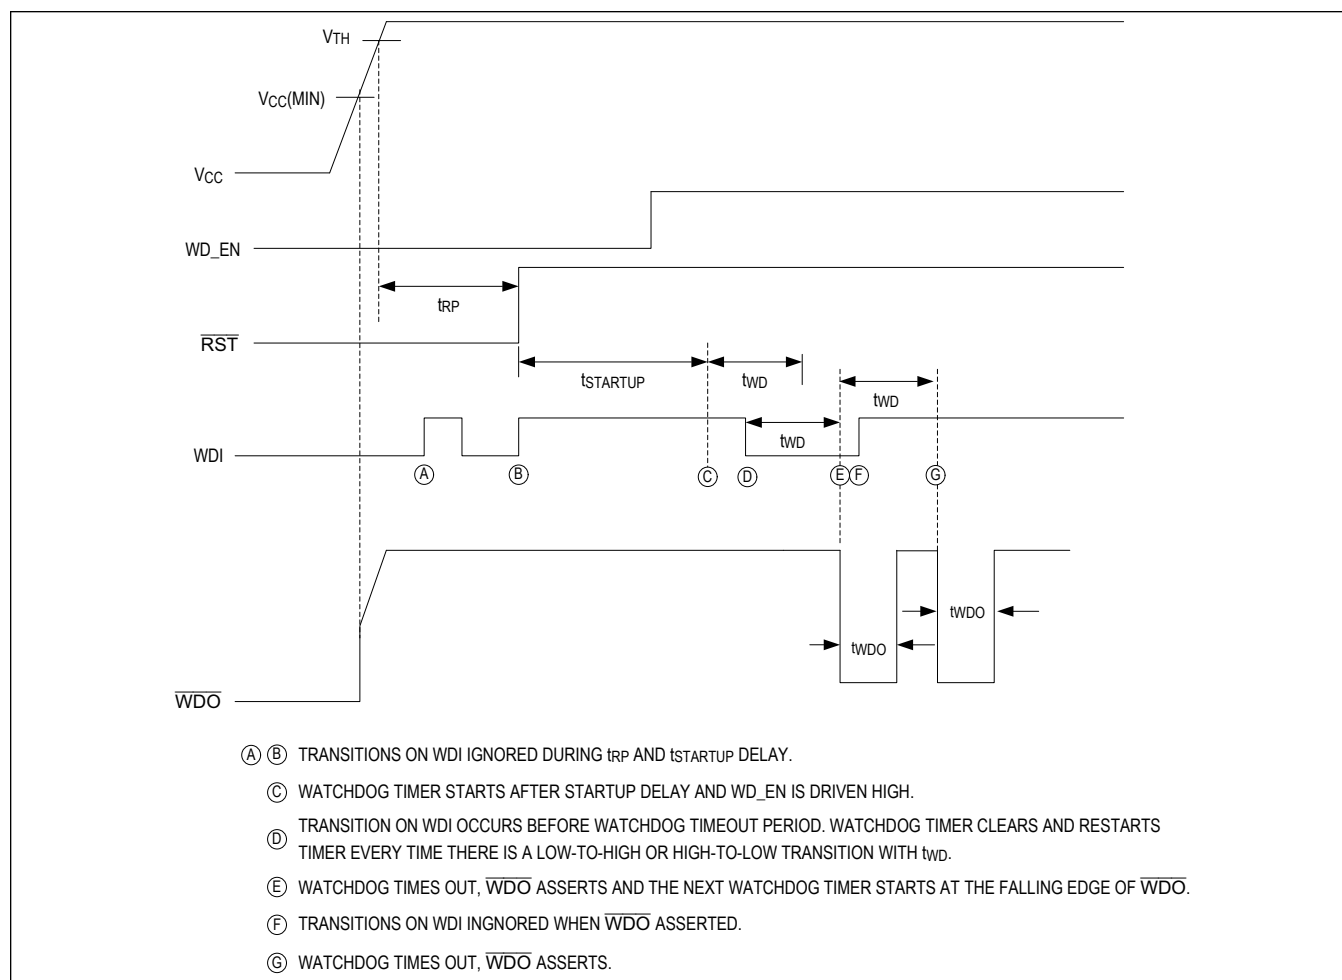 VTH
VCC(MIN)
VCC
WD_EN
tRP
RST
tSTARTUP
tWD
tWD
tWD
WDI
A
B
C
D
E
F
G
tWDO
tWDO
WDO
A B TRANSITIONS ON WDI IGNORED DURING tRP AND tSTARTUP DELAY.
C WATCHDOG TIMER STARTS AFTER STARTUP DELAY AND WD_EN IS DRIVEN HIGH.
D TRANSITION ON WDI OCCURS BEFORE WATCHDOG TIMEOUT PERIOD. WATCHDOG TIMER CLEARS AND RESTARTS
TIMER EVERY TIME THERE IS A LOW-TO-HIGH OR HIGH-TO-LOW TRANSITION WITH tWD.
E WATCHDOG TIMES OUT, WDO ASSERTS AND THE NEXT WATCHDOG TIMER STARTS AT THE FALLING EDGE OF WDO.
F TRANSITIONS ON WDI INGNORED WHEN WDO ASSERTED.
G WATCHDOG TIMES OUT, WDO ASSERTS.